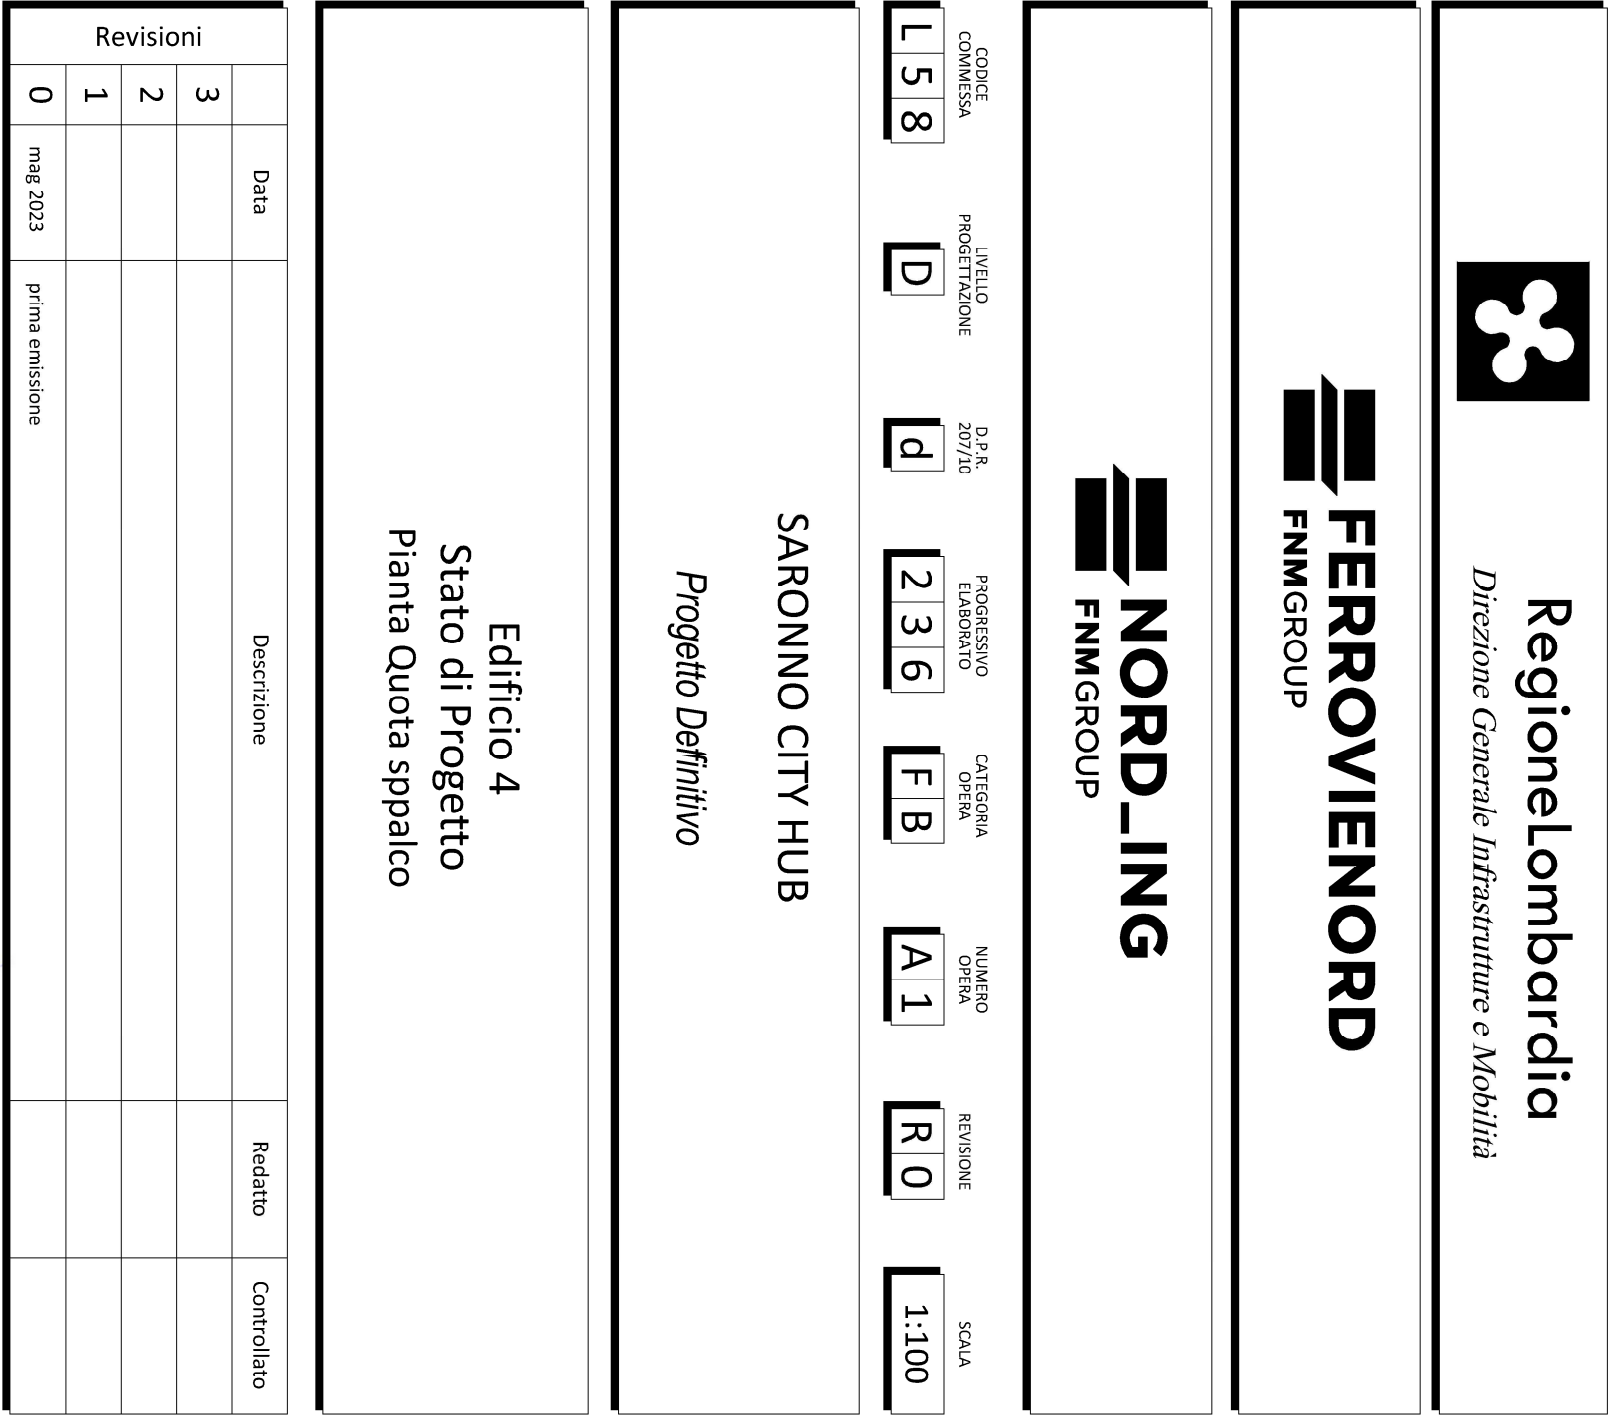 RegioneLombardia
Direzione Generale Infrastrutture e Mobilità
FERROVIENORD
FNMGROUP
NORD_ING
FNMGROUP
CODICE
COMMESSA
LIVELLO
PROGETTAZIONE
D.P.R.
207/10
PROGRESSIVO
ELABORATO
CATEGORIA
OPERA
NUMERO
OPERA
REVISIONE
SCALA
L 5 8
D
d
2 3 6
F B
A 1
R 0
1:100
SARONNO CITY HUB
Progetto Definitivo
Edificio 4
Stato di Progetto
Pianta Quota sppalco
Revisioni
Data
Descrizione
Redatto
Controllato
3
2
1
0 mag 2023 prima emissione